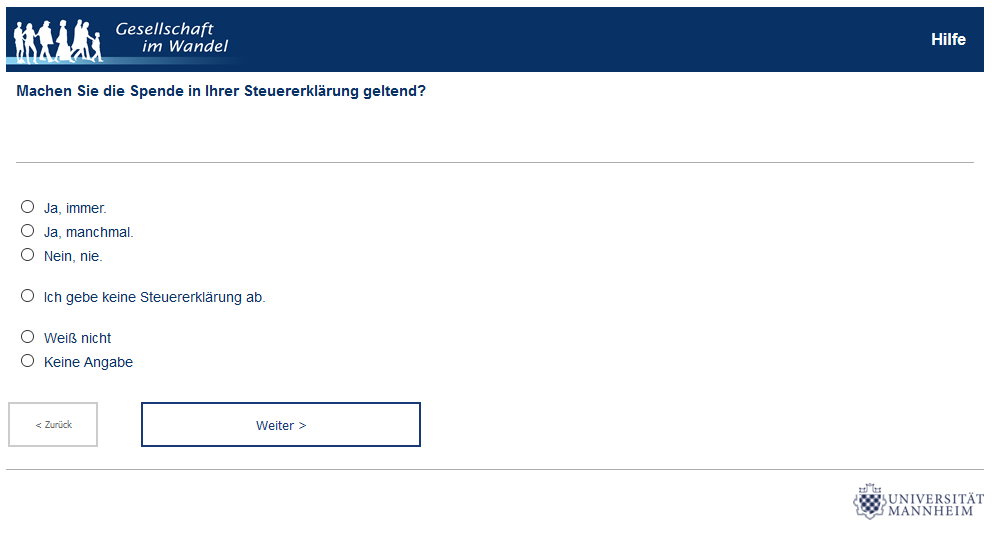 Gesellschaft
im Wandel
Hilfe
Machen Sie die Spende in Ihrer Steuererklärung geltend?
Ja, immer.
Ja, manchmal.
Nein, nie.
Ich gebe keine Steuererklärung ab.
Weiß nicht
Keine Angabe
< Zurück
Weiter >
UNIVERSITÄT
MANNHEIM